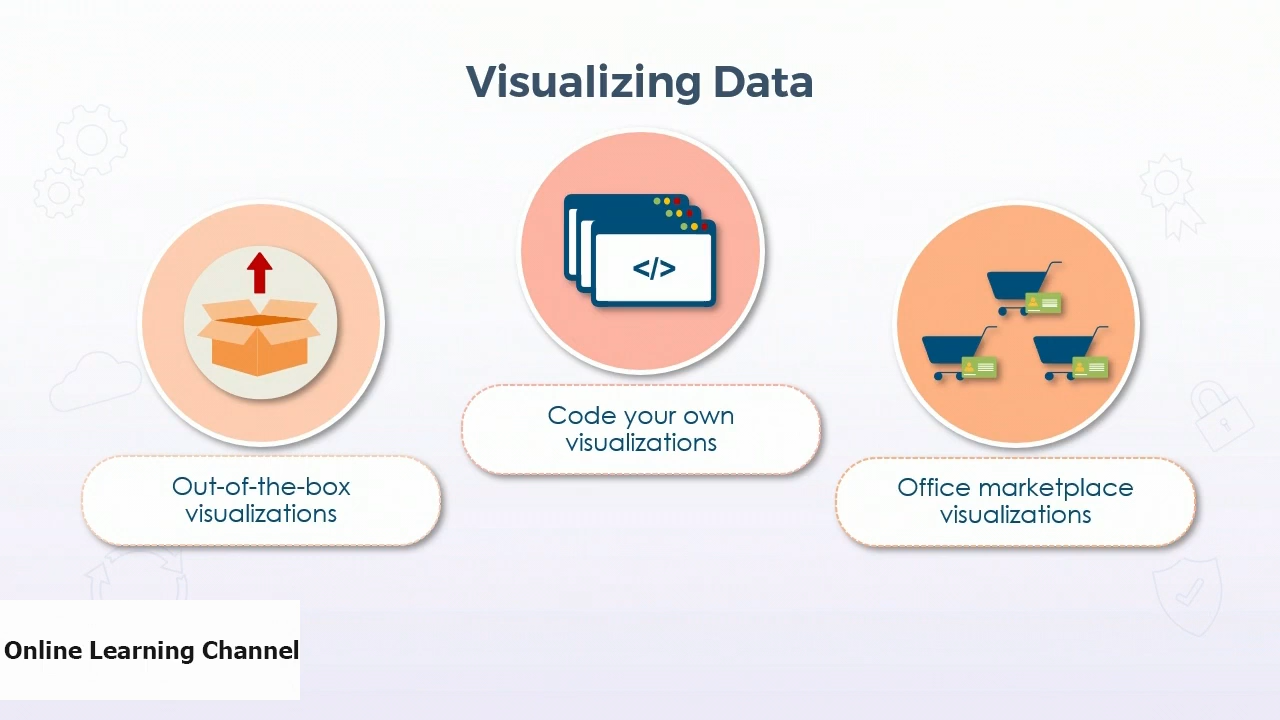 Visualizing Data
</>
Out-of-the-box
visualizations
Code your own
visualizations
Office marketplace
visualizations
Online Learning Channel